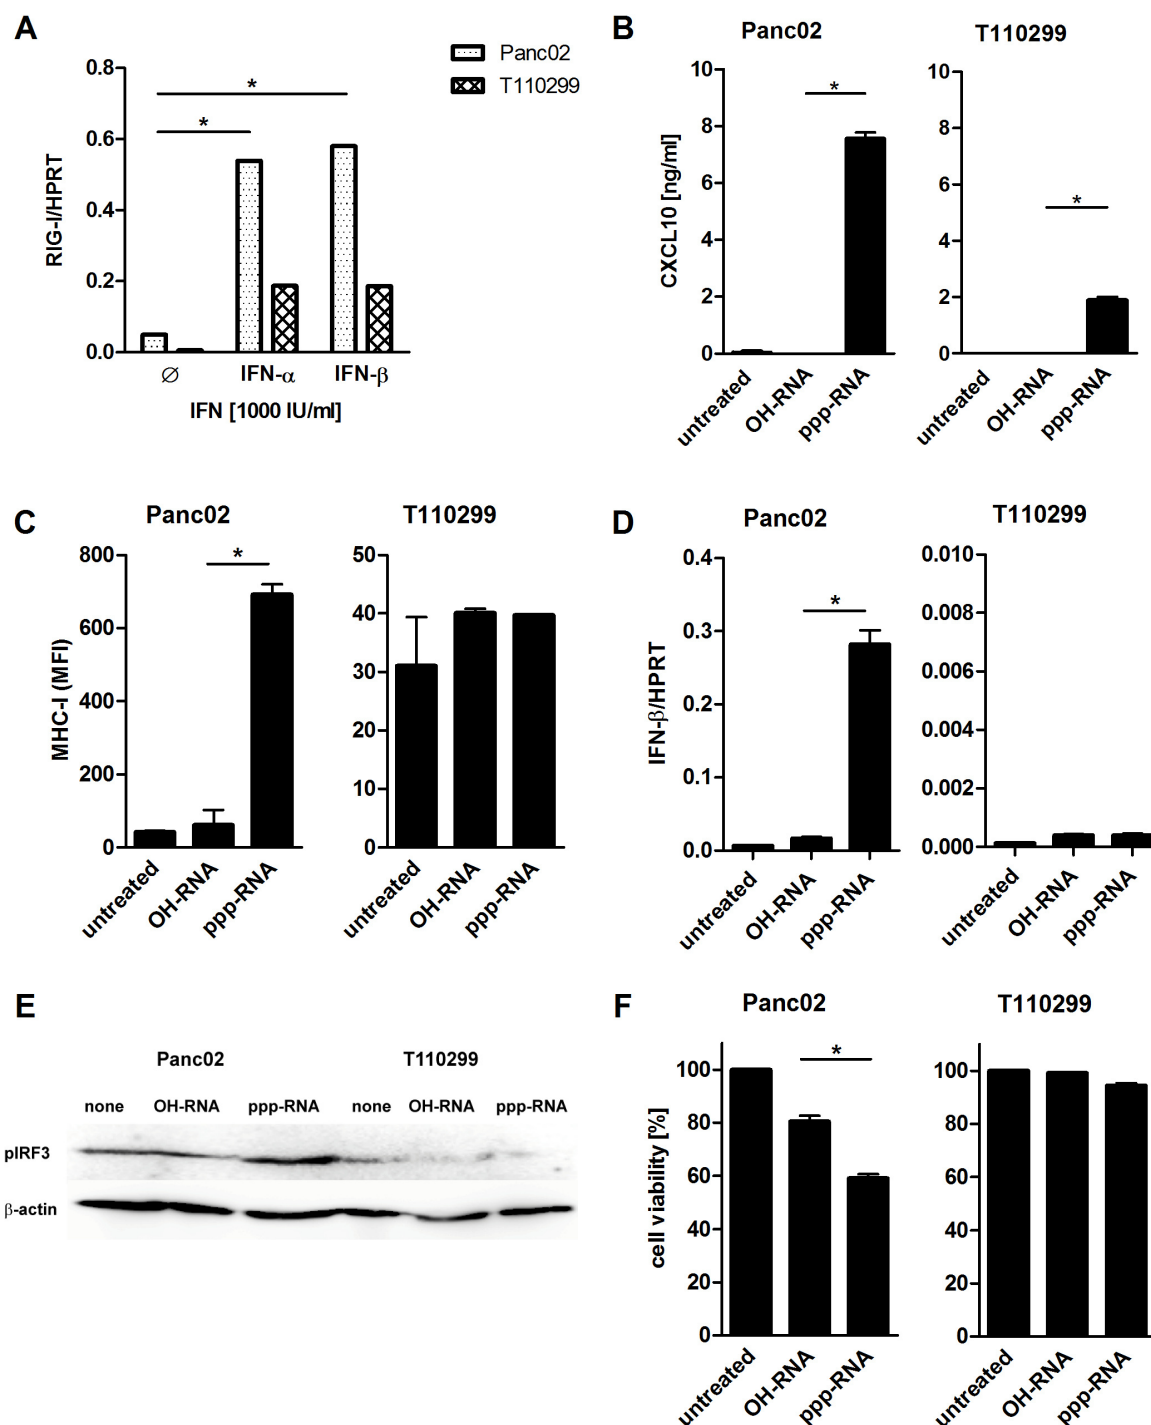 A
Panc02
T110299
0.8
0.6
0.4
0.2
0.0
RIG-I/HPRT
*
*
∅ IFN-α IFN-β
IFN [1000 IU/ml]
B
Panc02
10
8
6
4
2
0
CXCL10 [ng/ml]
*
untreated
OH-RNA
ppp-RNA
T110299
10
8
6
4
2
0
*
untreated
OH-RNA
ppp-RNA
C
Panc02
800
600
400
200
0
MHC-I (MFI)
*
untreated
OH-RNA
ppp-RNA
T110299
50
40
30
20
10
0
untreated
OH-RNA
ppp-RNA
D
Panc02
0.4
0.3
0.2
0.1
0.0
IFN-β/HPRT
*
untreated
OH-RNA
ppp-RNA
T110299
0.010
0.008
0.006
0.004
0.002
0.000
untreated
OH-RNA
ppp-RNA
E
Panc02 T110299
none OH-RNA ppp-RNA none OH-RNA ppp-RNA
pIRF3
β-actin
F
Panc02
100
80
60
40
20
0
cell viability [%]
*
untreated
OH-RNA
ppp-RNA
T110299
100
80
60
40
20
0
untreated
OH-RNA
ppp-RNA